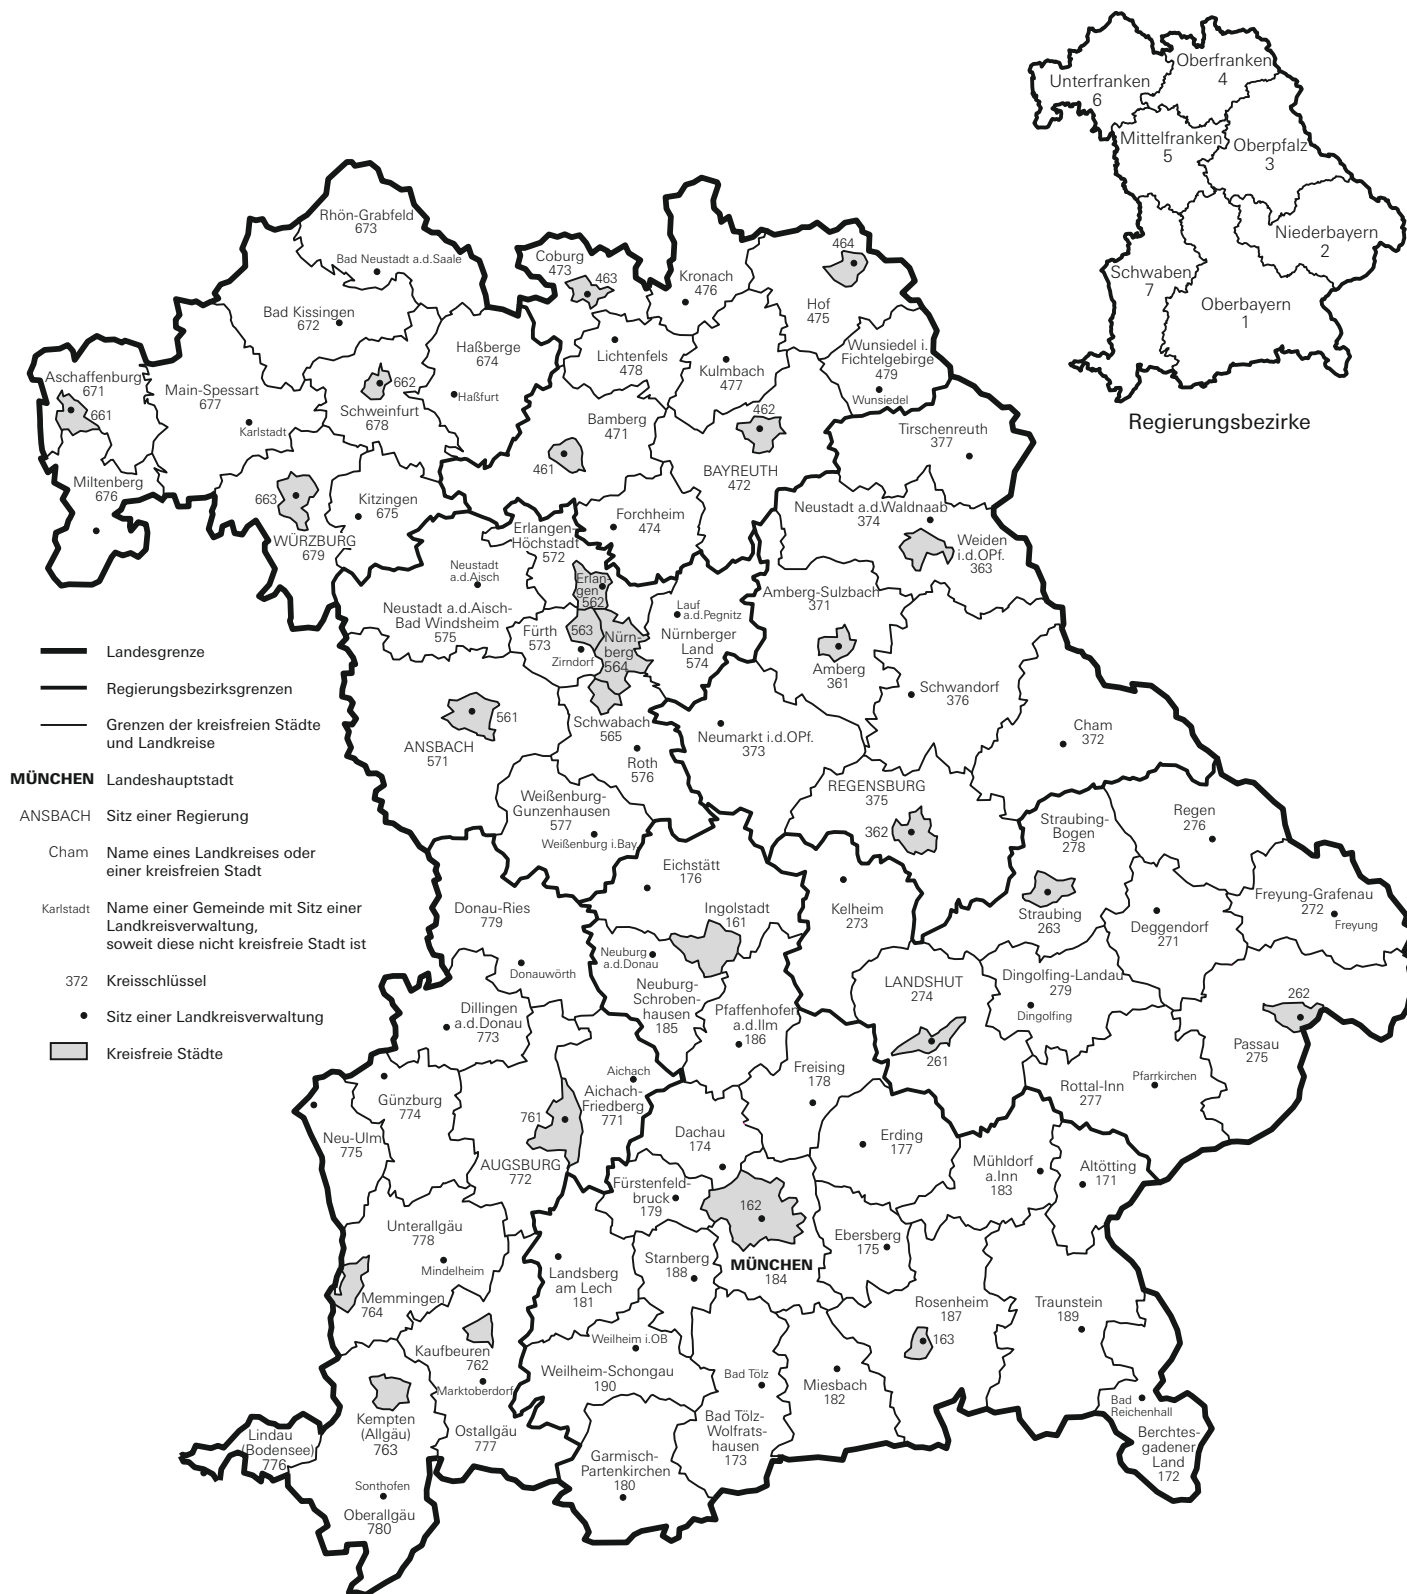 Oberfranken
4
Unterfranken
6
Mittelfranken
5
Oberpfalz
3
Niederbayern
2
Schwaben
7
Oberbayern
1
Regierungsbezirke
Rhön-Grabfeld
673
Bad Neustadt a.d.Saale
Bad Kissingen
672
Coburg
473
463
Kronach
476
464
Hof
475
Haßberge
674
Haßfurt
Lichtenfels
478
Kulmbach
477
Wunsiedel i.
Fichtelgebirge
479
Wunsiedel
Aschaffenburg
671
661
Main-Spessart
677
Karlstadt
662
Schweinfurt
678
Bamberg
471
461
462
BAYREUTH
472
Tirschenreuth
377
Miltenberg
676
663
WÜRZBURG
679
Kitzingen
675
Forchheim
474
Neustadt a.d.Waldnaab
374
Weiden
i.d.OPf.
363
Erlangen-
Höchstadt
572
Neustadt
a.d.Aisch
Neustadt a.d.Aisch-
Bad Windsheim
575
Erlan-
gen
562
Fürth
573
563
Zirndorf
Nürn-
berg
564
Lauf
a.d.Pegnitz
Nürnberger
Land
574
Amberg-Sulzbach
371
Amberg
361
Schwandorf
376
Cham
372
Landesgrenze
Regierungsbezirksgrenzen
Grenzen der kreisfreien Städte
und Landkreise
MÜNCHEN Landeshauptstadt
ANSBACH Sitz einer Regierung
Cham Name eines Landkreises oder
einer kreisfreien Stadt
Karlstadt Name einer Gemeinde mit Sitz einer
Landkreisverwaltung,
soweit diese nicht kreisfreie Stadt ist
372 Kreisschlüssel
Sitz einer Landkreisverwaltung
Kreisfreie Städte
561
ANSBACH
571
Schwabach
565
Roth
576
Neumarkt i.d.OPf.
373
Weißenburg-
Gunzenhausen
577
Weißenburg i.Bay.
REGENSBURG
375
362
Straubing-
Bogen
278
Straubing
263
Regen
276
Eichstätt
176
Ingolstadt
161
Kelheim
273
Deggendorf
271
Freyung-Grafenau
272
Freyung
Donau-Ries
779
Donauwörth
Neuburg
a.d.Donau
Neuburg-
Schroben-
hausen
185
Pfaffenhofen
a.d.Ilm
186
LANDSHUT
274
261
Dingolfing-Landau
279
Dingolfing
262
Passau
275
Dillingen
a.d.Donau
773
Rottal-Inn
277
Pfarrkirchen
Günzburg
774
Neu-Ulm
775
761
AUGSBURG
772
Aichach
Aichach-
Friedberg
771
Freising
178
Dachau
174
Erding
177
Mühldorf
a.Inn
183
Altötting
171
Fürstenfeld-
bruck
179
162
MÜNCHEN
184
Ebersberg
175
Unterallgäu
778
Mindelheim
Memmingen
764
Landsberg
am Lech
181
Starnberg
188
Rosenheim
187
163
Traunstein
189
Kaufbeuren
762
Marktoberdorf
Weilheim i.OB
Weilheim-Schongau
190
Bad Tölz
Bad Tölz-
Wolfrats-
hausen
173
Miesbach
182
Bad
Reichenhall
Berchtes-
gadener
Land
172
Kempten
(Allgäu)
763
Lindau
(Bodensee)
776
Ostallgäu
777
Garmisch-
Partenkirchen
180
Sonthofen
Oberallgäu
780